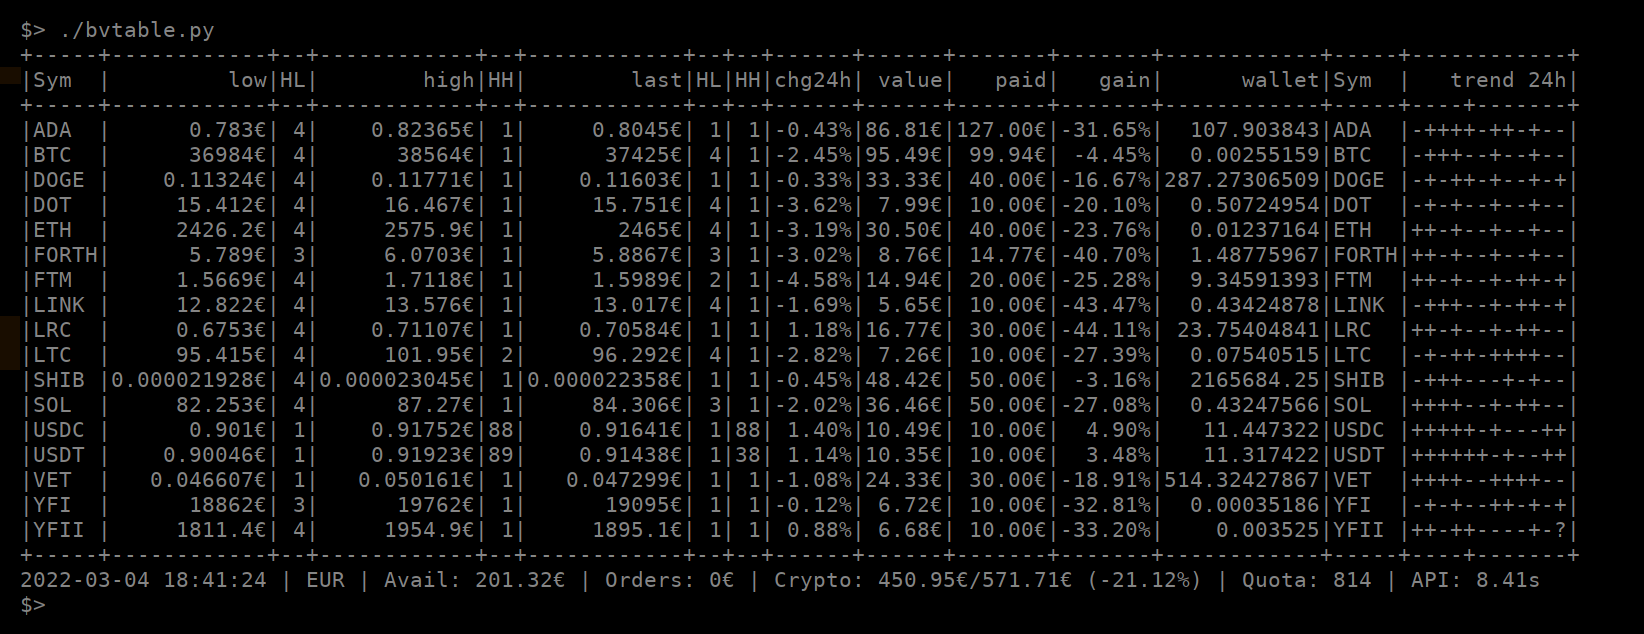 $> ./bvtable.py
+-----+------------+--+------------+--+------------+--+--+------+------+-------+-------+------------+-----+------------+
|Sym  |         low|HL|        high|HH|        last|HL|HH|chg24h| value|   paid|   gain|      wallet|Sym  |   trend 24h|
+-----+------------+--+------------+--+------------+--+--+------+------+-------+-------+------------+-----+----+-------+
|ADA  |      0.783€| 4|    0.82365€| 1|     0.8045€| 1| 1|-0.43%|86.81€|127.00€|-31.65%|  107.903843|ADA  |-++++-++-+--|
|BTC  |      36984€| 4|      38564€| 1|      37425€| 4| 1|-2.45%|95.49€| 99.94€| -4.45%|  0.00255159|BTC  |-+++--+--+--|
|DOGE |    0.11324€| 4|    0.11771€| 1|    0.11603€| 1| 1|-0.33%|33.33€| 40.00€|-16.67%|287.27306509|DOGE |-+-++-+--+-+|
|DOT  |     15.412€| 4|     16.467€| 1|     15.751€| 4| 1|-3.62%| 7.99€| 10.00€|-20.10%|  0.50724954|DOT  |-+-+--+--+--|
|ETH  |     2426.2€| 4|     2575.9€| 1|       2465€| 4| 1|-3.19%|30.50€| 40.00€|-23.76%|  0.01237164|ETH  |++-+--+--+--|
|FORTH|      5.789€| 3|     6.0703€| 1|     5.8867€| 3| 1|-3.02%| 8.76€| 14.77€|-40.70%|  1.48775967|FORTH|++-+--+--+--|
|FTM  |     1.5669€| 4|     1.7118€| 1|     1.5989€| 2| 1|-4.58%|14.94€| 20.00€|-25.28%|  9.34591393|FTM  |++-+--+-++-+|
|LINK |     12.822€| 4|     13.576€| 1|     13.017€| 4| 1|-1.69%| 5.65€| 10.00€|-43.47%|  0.43424878|LINK |-+++--+-++-+|
|LRC  |     0.6753€| 4|    0.71107€| 1|    0.70584€| 1| 1| 1.18%|16.77€| 30.00€|-44.11%| 23.75404841|LRC  |++-+--+-++--|
|LTC  |     95.415€| 4|     101.95€| 2|     96.292€| 4| 1|-2.82%| 7.26€| 10.00€|-27.39%|  0.07540515|LTC  |-+-++-++++--|
|SHIB |0.000021928€| 4|0.000023045€| 1|0.000022358€| 1| 1|-0.45%|48.42€| 50.00€| -3.16%|  2165684.25|SHIB |-+++---+-+--|
|SOL  |     82.253€| 4|      87.27€| 1|     84.306€| 3| 1|-2.02%|36.46€| 50.00€|-27.08%|  0.43247566|SOL  |++++--+-++--|
|USDC |      0.901€| 1|    0.91752€|88|    0.91641€| 1|88| 1.40%|10.49€| 10.00€|  4.90%|   11.447322|USDC |+++++-+---++|
|USDT |    0.90046€| 1|    0.91923€|89|    0.91438€| 1|38| 1.14%|10.35€| 10.00€|  3.48%|   11.317422|USDT |++++++-+--++|
|VET  |   0.046607€| 1|   0.050161€| 1|   0.047299€| 1| 1|-1.08%|24.33€| 30.00€|-18.91%|514.32427867|VET  |++++--++++--|
|YFI  |      18862€| 3|      19762€| 1|      19095€| 1| 1|-0.12%| 6.72€| 10.00€|-32.81%|  0.00035186|YFI  |-+-+--++-+-+|
|YFII |     1811.4€| 4|     1954.9€| 1|     1895.1€| 1| 1| 0.88%| 6.68€| 10.00€|-33.20%|    0.003525|YFII |++-++----+-?|
+-----+------------+--+------------+--+------------+--+--+------+------+-------+-------+------------+-----+----+-------+
2022-03-04 18:41:24 | EUR | Avail: 201.32€ | Orders: 0€ | Crypto: 450.95€/571.71€ (-21.12%) | Quota: 814 | API: 8.41s
$>